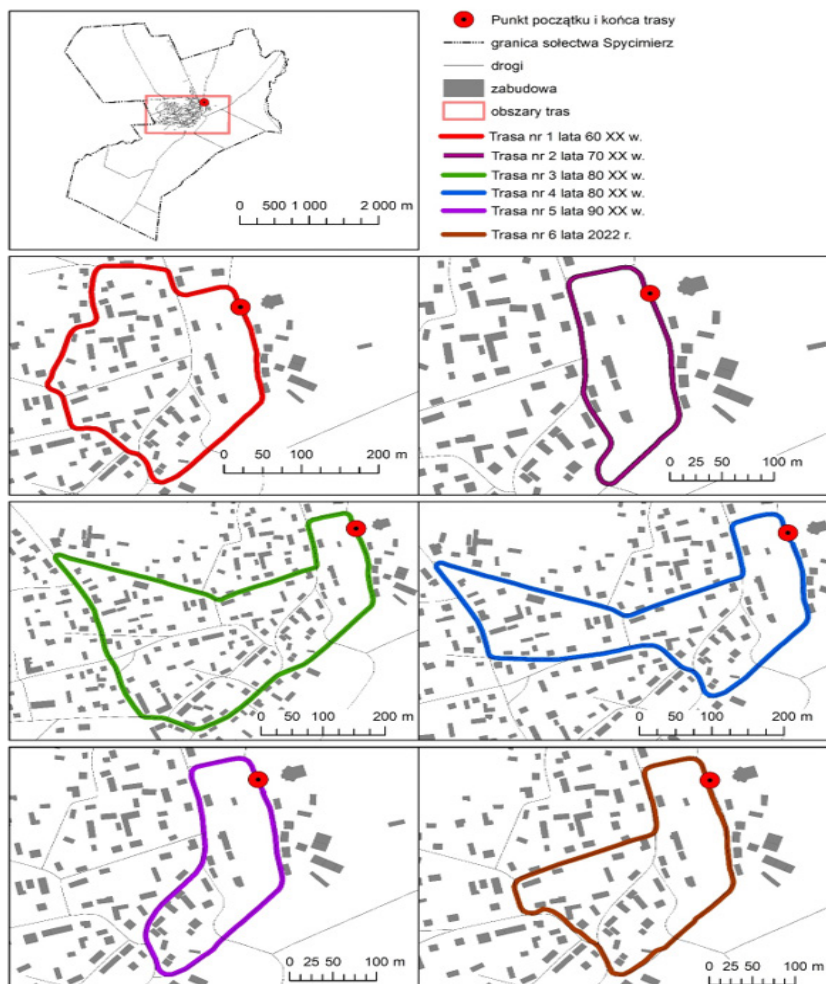 Punkt początku i końca trasy
granica sołectwa Spycimierz
drogi
zabudowa
obszary tras
Trasa nr 1 lata 60 XX w.
Trasa nr 2 lata 70 XX w.
Trasa nr 3 lata 80 XX w.
Trasa nr 4 lata 80 XX w.
Trasa nr 5 lata 90 XX w.
Trasa nr 6 lata 2022 r.
0 500 1 000 2 000 m
0 50 100 200 m
0 25 50 100 m
0 50 100 200 m
0 50 100 200 m
0 25 50 100 m
0 25 50 100 m